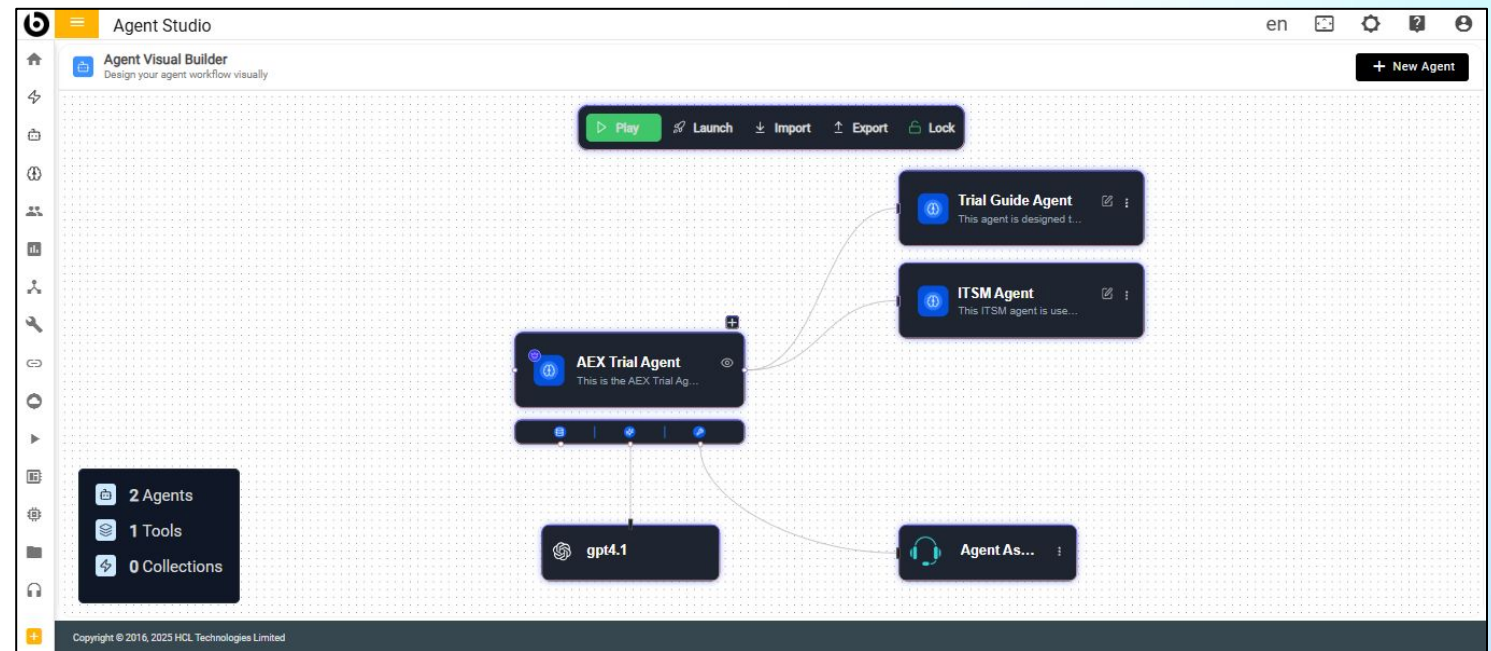 Agent Studio
en
Agent Visual Builder
Design your agent workflow visually
+ New Agent
Play
Launch
Import
Export
Lock
Trial Guide Agent
This agent is designed t...
ITSM Agent
This ITSM agent is use...
AEX Trial Agent
This is the AEX Trial Ag...
2 Agents
1 Tools
0 Collections
gpt4.1
Agent As...
Copyright © 2016, 2025 HCL Technologies Limited